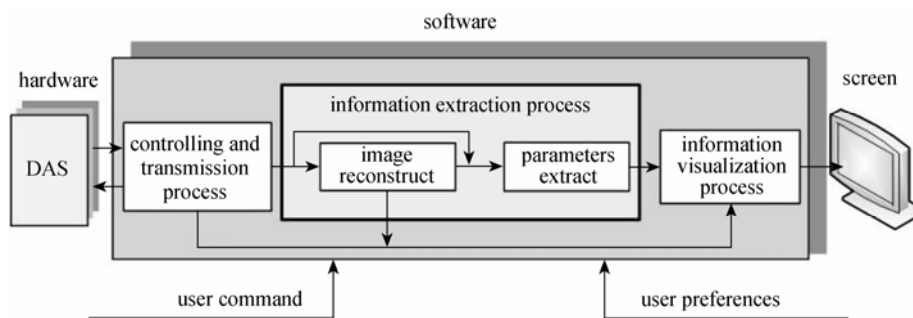 software
hardware
screen
information extraction process
DAS
controlling and
transmission
process
image
reconstruct
parameters
extract
information
visualization
process
user command
user preferences